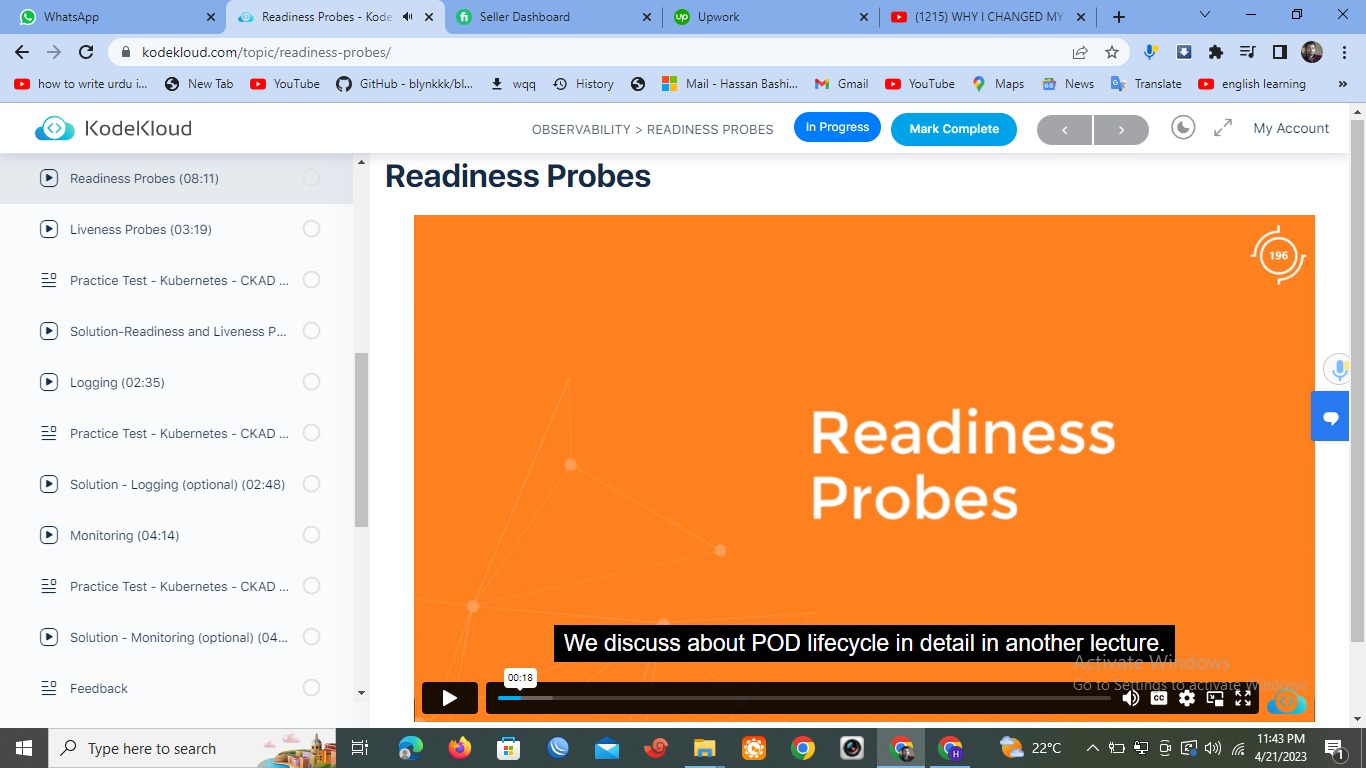 WhatsApp
Readiness Probes - Kode
Seller Dashboard
Upwork
(1215) WHY I CHANGED MY
kodekloud.com/topic/readiness-probes/
how to write urdu i...
New Tab
YouTube
GitHub - blynkkk/bl...
wqq
History
Mail - Hassan Bashi...
Gmail
YouTube
Maps
News
Translate
english learning
»
KodeKloud
OBSERVABILITY > READINESS PROBES
In Progress
Mark Complete
<
>
My Account
Readiness Probes (08:11)
Liveness Probes (03:19)
Practice Test - Kubernetes - CKAD ...
Solution-Readiness and Liveness P...
Logging (02:35)
Practice Test - Kubernetes - CKAD ...
Solution - Logging (optional) (02:48)
Monitoring (04:14)
Practice Test - Kubernetes - CKAD ...
Solution - Monitoring (optional) (04...
Feedback
Readiness Probes
196
Readiness
Probes
We discuss about POD lifecycle in detail in another lecture.
Activate Windows
Go to Settings to activate Windows.
00:18
CC
Type here to search
H
22°C
11:43 PM
4/21/2023
1